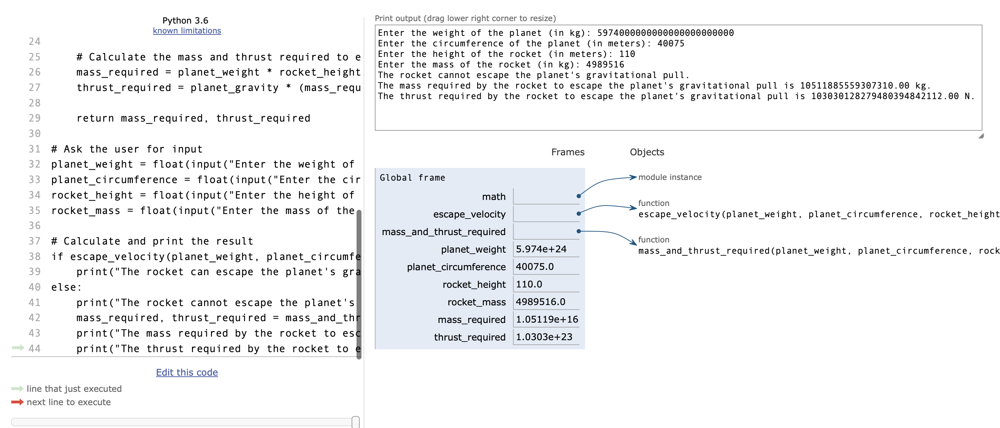 Python 3.6
known limitations
24
25 # Calculate the mass and thrust required to e
26 mass_required = planet_weight * rocket_height
27 thrust_required = planet_gravity * (mass_requ
28
29 return mass_required, thrust_required
30
31 # Ask the user for input
32 planet_weight = float(input("Enter the weight of
33 planet_circumference = float(input("Enter the cir
34 rocket_height = float(input("Enter the height of
35 rocket_mass = float(input("Enter the mass of the
36
37 # Calculate and print the result
38 if escape_velocity(planet_weight, planet_circumfe
39 print("The rocket can escape the planet's gra
40 else:
41 print("The rocket cannot escape the planet's
42 mass_required, thrust_required = mass_and_thr
43 print("The mass required by the rocket to esc
44 print("The thrust required by the rocket to e
Edit this code
line that just executed
next line to execute
Print output (drag lower right corner to resize)
Enter the weight of the planet (in kg): 5974000000000000000000000
Enter the circumference of the planet (in meters): 40075
Enter the height of the rocket (in meters): 110
Enter the mass of the rocket (in kg): 4989516
The rocket cannot escape the planet's gravitational pull.
The mass required by the rocket to escape the planet's gravitational pull is 10511885559307310.00 kg.
The thrust required by the rocket to escape the planet's gravitational pull is 103030128279480394842112.00 N.
Frames Objects
Global frame
math
escape_velocity
mass_and_thrust_required
planet_weight 5.974e+24
planet_circumference 40075.0
rocket_height 110.0
rocket_mass 4989516.0
mass_required 1.05119e+16
thrust_required 1.0303e+23
module instance
function
escape_velocity(planet_weight, planet_circumference, rocket_height
function
mass_and_thrust_required(planet_weight, planet_circumference, rock